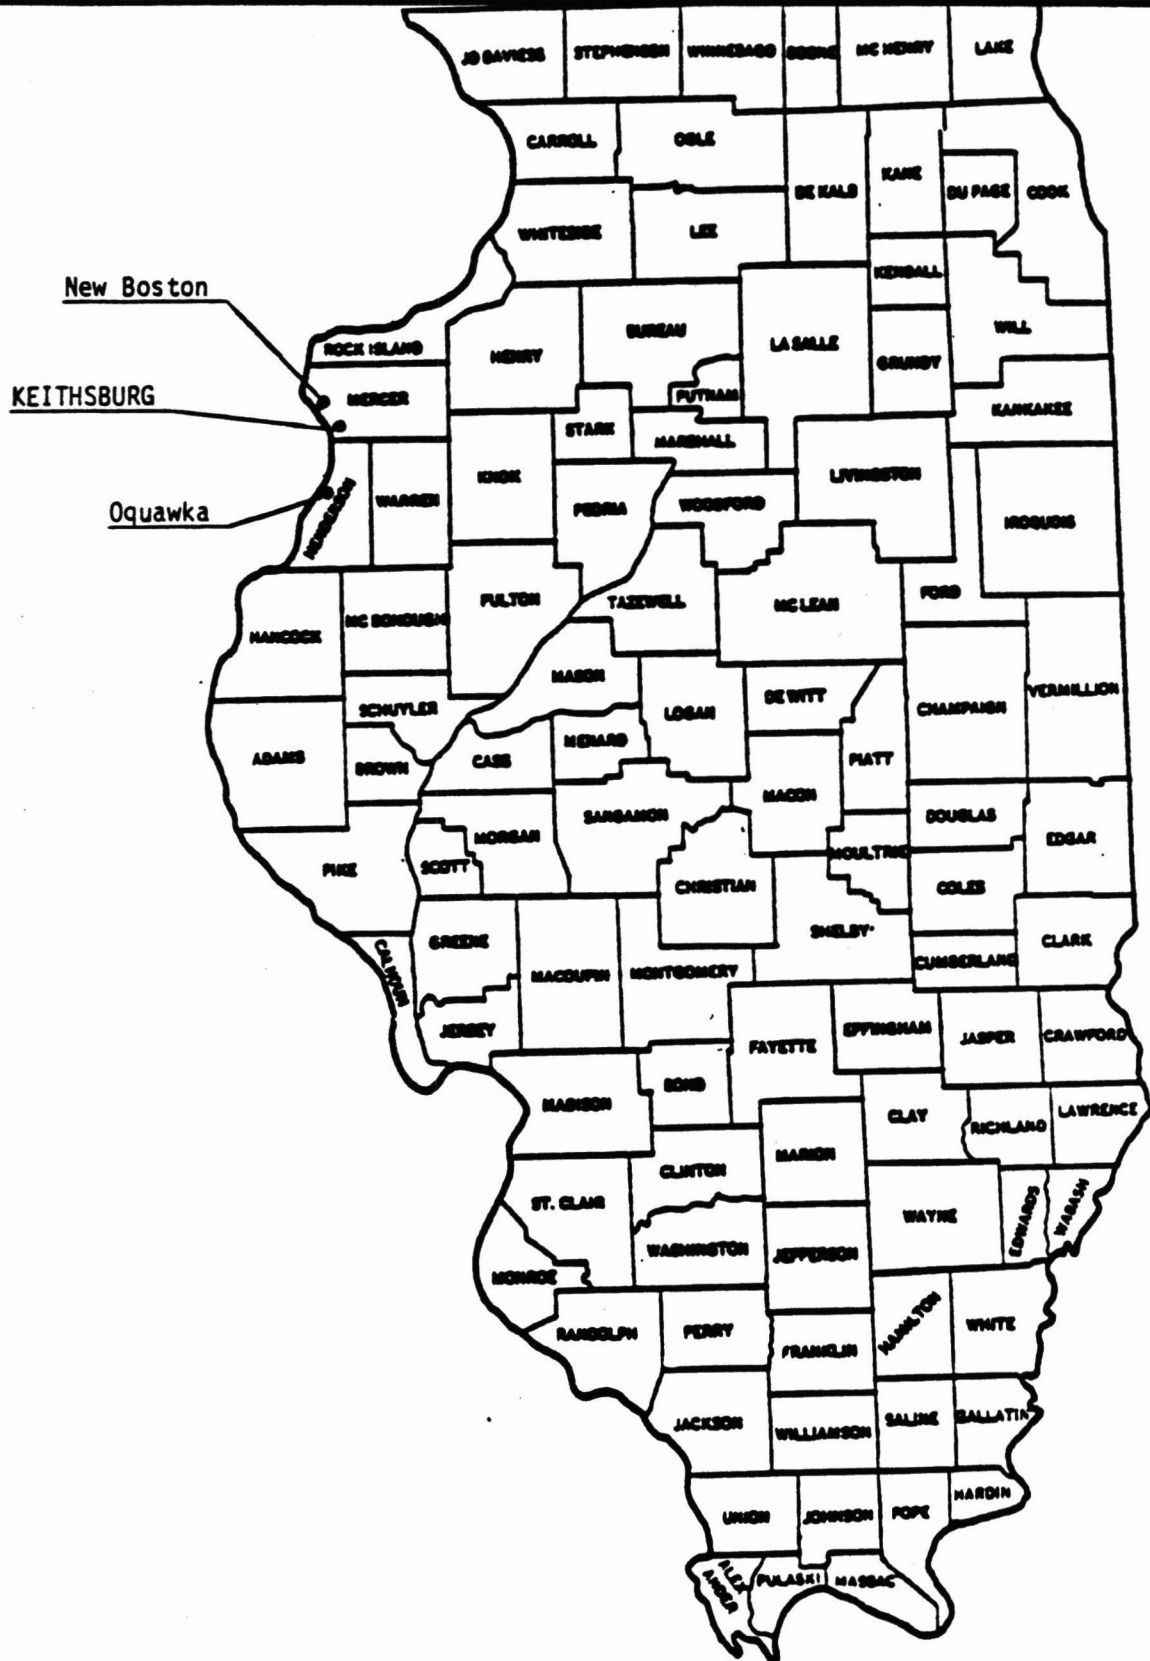 JO DAVIESS
STEPHENSON
WINNEBAGO
BOONE
MC HENRY
LAKE
CARROLL
OGLE
DE KALB
KANE
DU PAGE
COOK
WHITESIDE
LEE
KENDALL
New Boston
ROCK ISLAND
HENRY
BUREAU
LA SALLE
GRUNDY
WILL
KEITHSBURG
MERCER
PUTNAM
KANKAKEE
STARK
MARSHALL
Oquawka
HENDERSON
WARREN
KNOX
PEORIA
WOODFORD
LIVINGSTON
IROQUOIS
HANCOCK
MC DONOUGH
FULTON
TAZEWELL
MC LEAN
FORD
MASON
SCHUYLER
LOGAN
DE WITT
CHAMPAIGN
VERMILLION
ADAMS
BROWN
CASS
MENARD
PIATT
MACON
SANGAMON
DOUGLAS
MORGAN
EDGAR
PIKE
SCOTT
MOULTRIE
CHRISTIAN
COLES
SHELBY
CALHOUN
GREENE
MACOUPIN
MONTGOMERY
CUMBERLAND
CLARK
JERSEY
FAYETTE
EFFINGHAM
JASPER
CRAWFORD
MADISON
BOND
CLAY
RICHLAND
LAWRENCE
MARION
CLINTON
ST. CLAIR
WAYNE
EDWARDS
WABASH
WASHINGTON
JEFFERSON
MONROE
RANDOLPH
PERRY
FRANKLIN
HAMILTON
WHITE
JACKSON
WILLIAMSON
SALINE
GALLATIN
UNION
JOHNSON
POPE
HARDIN
ALEX
ANDER
PULASKI
MASSAC